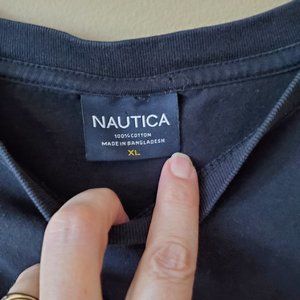 NAUTICA
100% COTTON
MADE IN BANGLADESH
XL